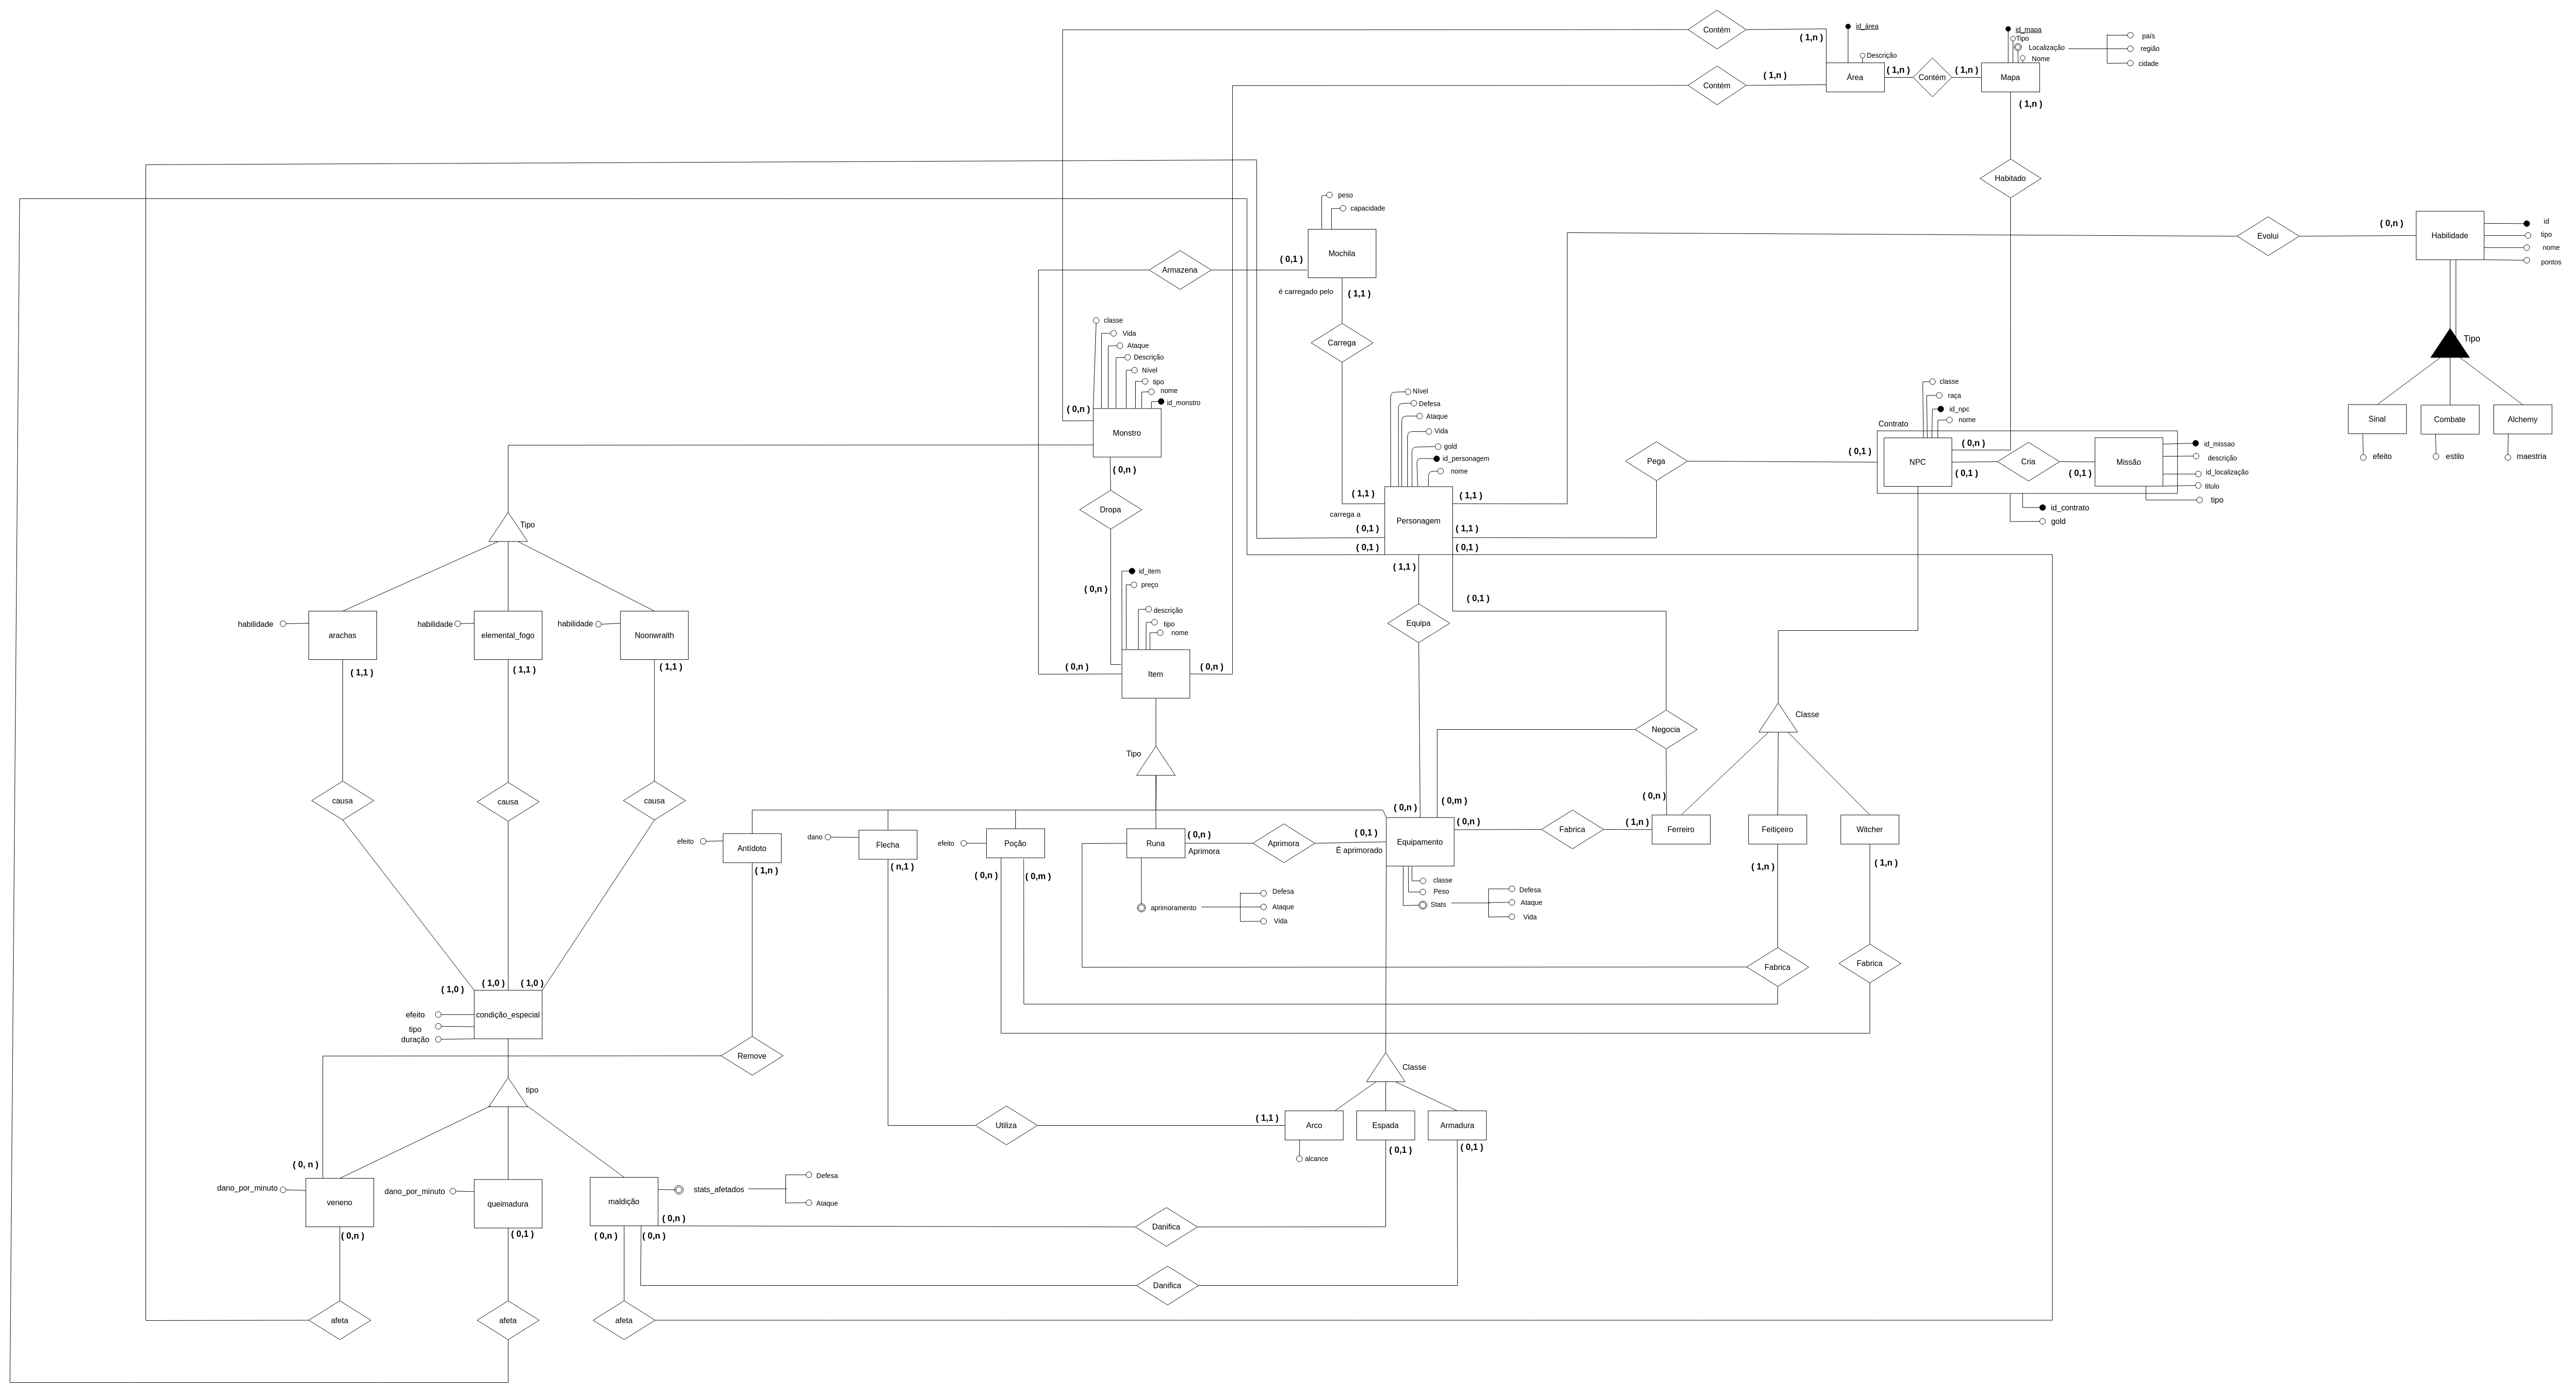 Contém
( 1,n )
id_área
Descrição
Área
( 1,n )
Contém
( 1,n )
id_mapa
Tipo
Localização
Nome
país
região
cidade
Mapa
( 1,n )
Contém
( 1,n )
Habitado
peso
capacidade
Mochila
( 0,1 )
Armazena
é carregado pelo
( 1,1 )
Carrega
Evolui
( 0,n )
Habilidade
id
tipo
nome
pontos
Tipo
Sinal
Combate
Alchemy
efeito
estilo
maestria
classe
Vida
Ataque
Descrição
Nível
tipo
nome
id_monstro
( 0,n )
Monstro
( 0,n )
Dropa
( 0,n )
Nível
Defesa
Ataque
Vida
gold
id_personagem
nome
( 1,1 )
( 1,1 )
carrega a
Personagem
( 0,1 )
( 1,1 )
( 0,1 )
( 0,1 )
( 1,1 )
( 0,1 )
Pega
( 0,1 )
Contrato
classe
raça
id_npc
nome
NPC
( 0,n )
( 0,1 )
Cria
( 0,1 )
Missão
id_missao
descrição
id_localização
titulo
tipo
id_contrato
gold
Tipo
habilidade
arachas
habilidade
elemental_fogo
habilidade
Noonwraith
( 1,1 )
( 1,1 )
( 1,1 )
id_item
preço
descrição
tipo
nome
( 0,n )
Item
( 0,n )
Equipa
Negocia
Classe
Tipo
causa
causa
causa
( 0,n )
( 0,m )
( 0,n )
efeito
Antídoto
( 1,n )
dano
Flecha
( n,1 )
efeito
Poção
( 0,n )
( 0,m )
Runa
( 0,n )
Aprimora
Aprimora
( 0,1 )
É aprimorado
Equipamento
( 0,n )
Fabrica
( 1,n )
Ferreiro
Feitiçeiro
Witcher
( 1,n )
( 1,n )
aprimoramento
Defesa
Ataque
Vida
classe
Peso
Stats
Defesa
Ataque
Vida
Fabrica
Fabrica
( 1,0 )
( 1,0 )
( 1,0 )
condição_especial
efeito
tipo
duração
Remove
tipo
Classe
Utiliza
( 1,1 )
Arco
Espada
Armadura
alcance
( 0,1 )
( 0,1 )
( 0, n )
dano_por_minuto
veneno
( 0,n )
dano_por_minuto
queimadura
( 0,1 )
maldição
stats_afetados
Defesa
Ataque
( 0,n )
( 0,n )
( 0,n )
Danifica
Danifica
afeta
afeta
afeta